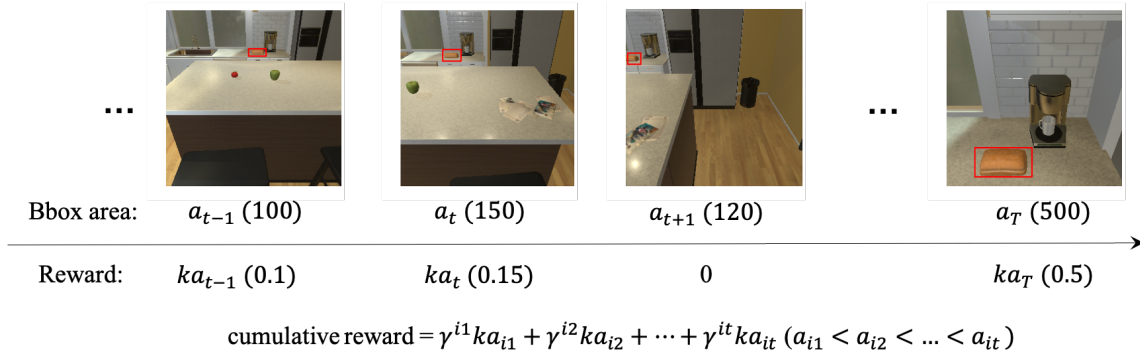 ... ...
Bbox area: a_{t−1} (100) a_t (150) a_{t+1} (120) a_T (500)
Reward: ka_{t−1} (0.1) ka_t (0.15) 0 ka_T (0.5)
cumulative reward = γ^{i1}ka_{i1} + γ^{i2}ka_{i2} + ⋯ + γ^{it}ka_{it} (a_{i1} < a_{i2} < ... < a_{it} )